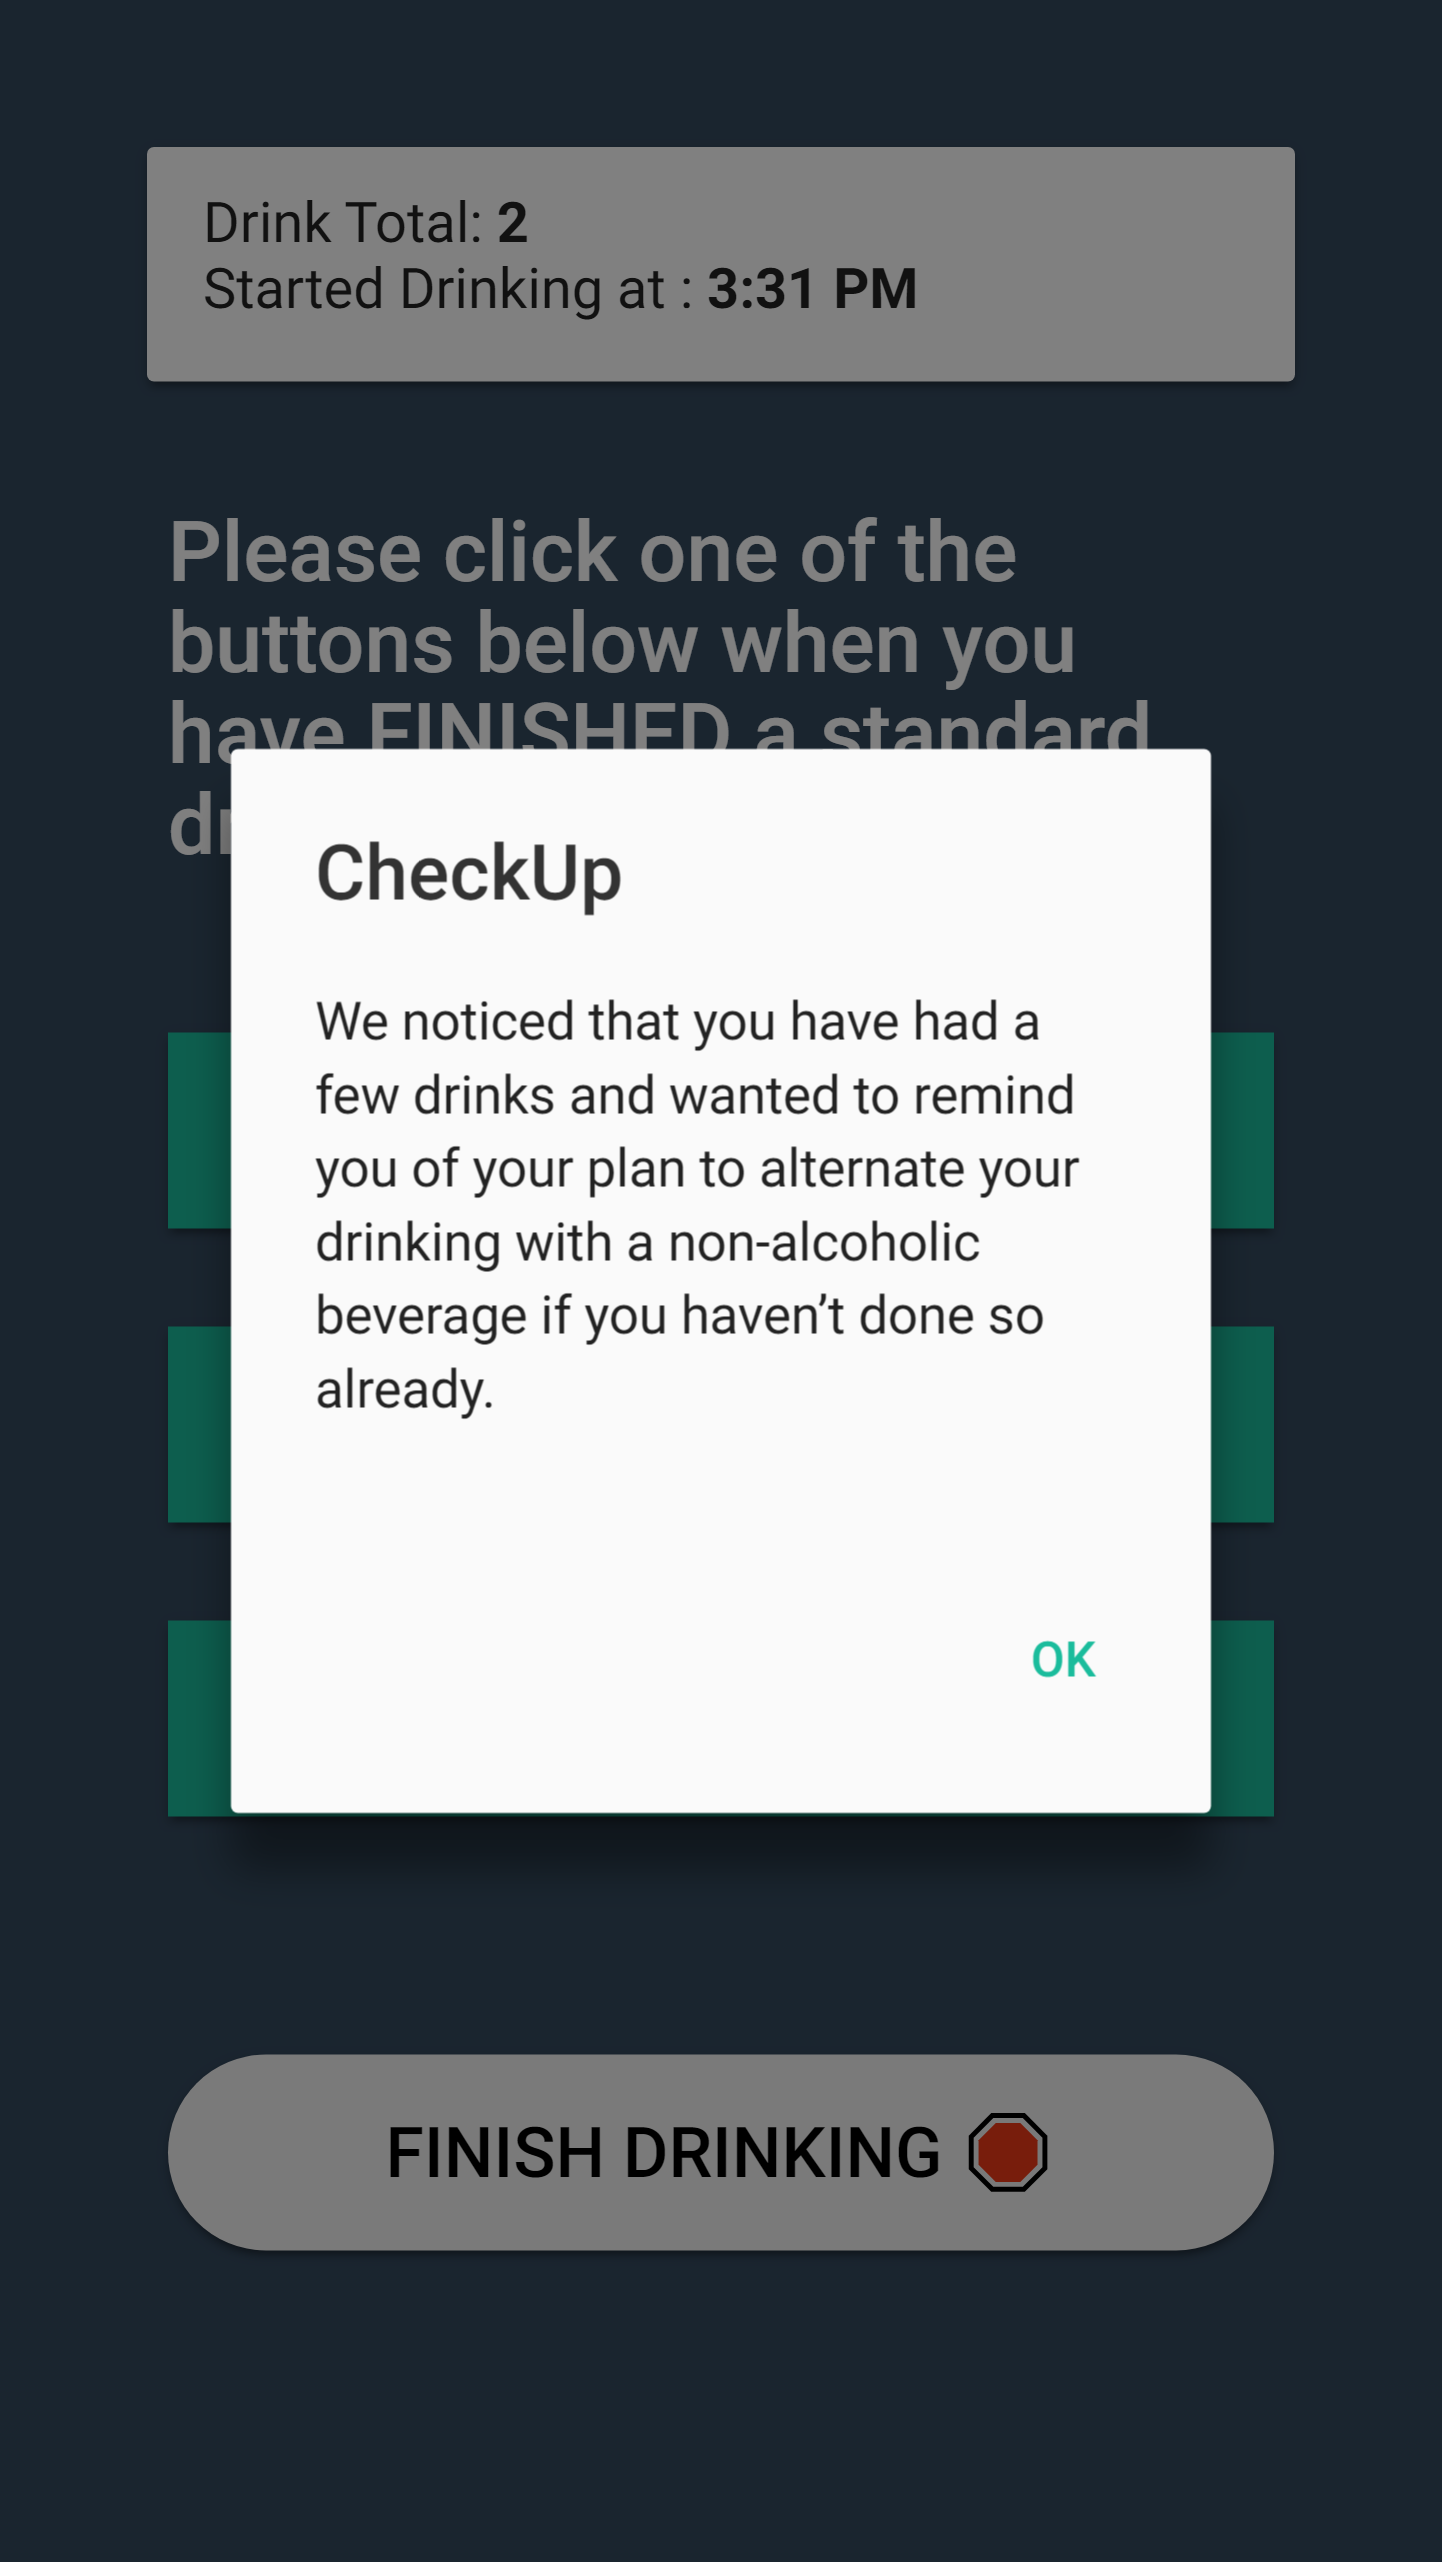 Drink Total: 2
Started Drinking at : 3:31 PM
Please click one of the
buttons below when you
have FINISHED a standard
CheckUp
We noticed that you have had a
few drinks and wanted to remind
you of your plan to alternate your
drinking with a non-alcoholic
beverage if you haven’t done so
already.
OK
FINISH DRINKING